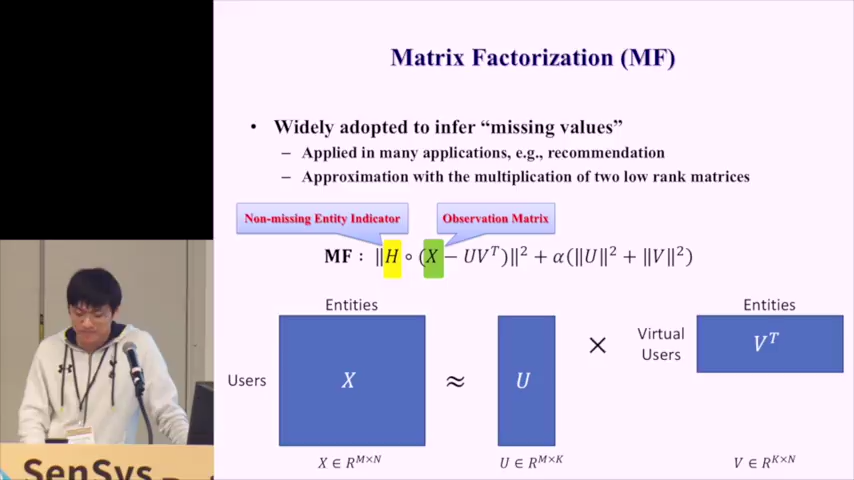 Matrix Factorization (MF)
• Widely adopted to infer “missing values”
– Applied in many applications, e.g., recommendation
– Approximation with the multiplication of two low rank matrices
Non-missing Entity Indicator
Observation Matrix
MF : ‖H ∘ (X − UVᵀ)‖² + α(‖U‖² + ‖V‖²)
Entities
Entities
Users
X
≈
U
×
Virtual
Users
Vᵀ
X ∈ R^{M×N}
U ∈ R^{M×K}
V ∈ R^{K×N}
SenSys